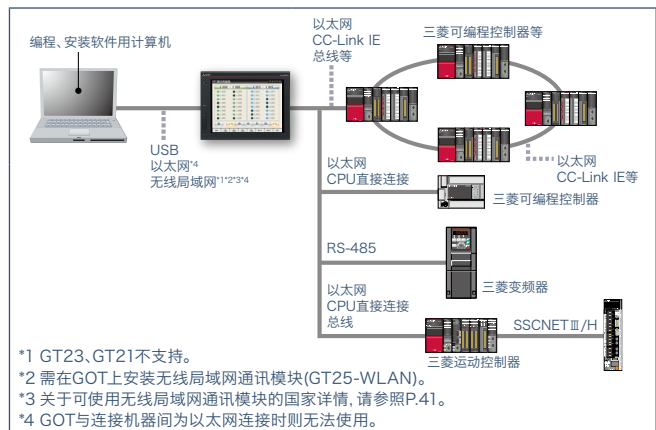 编程、安装软件用计算机
以太网
CC-Link IE
总线等
三菱可编程控制器等
USB
以太网*4
无线局域网*1*2*3*4
以太网
CC-Link IE等
以太网
CPU直接连接
三菱可编程控制器
RS-485
三菱变频器
以太网
CPU直接连接
总线
SSCNETⅢ/H
三菱运动控制器
*1 GT23、GT21不支持。
*2 需在GOT上安装无线局域网通讯模块(GT25-WLAN)。
*3 关于可使用无线局域网通讯模块的国家详情, 请参照P.41。
*4 GOT与连接机器间为以太网连接时则无法使用。